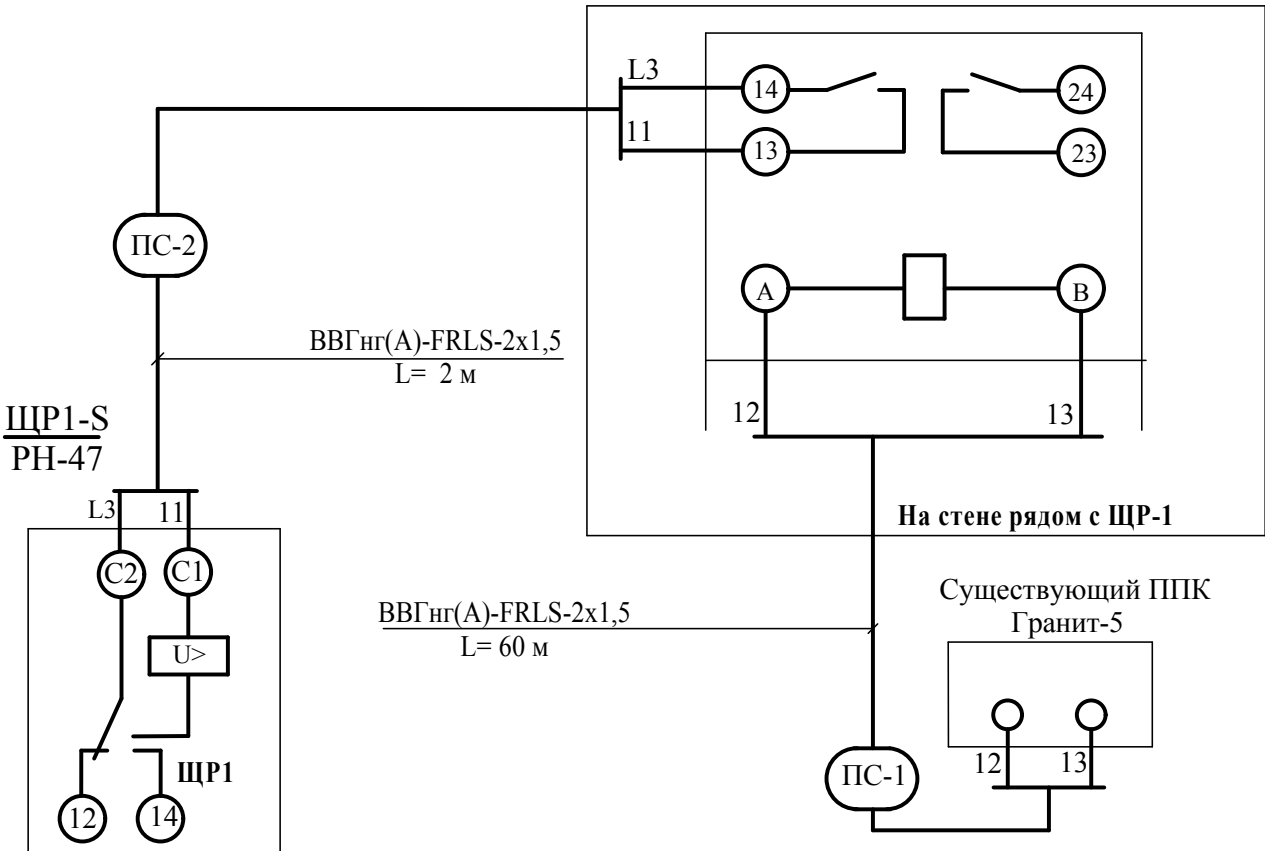 L3
14
24
11
13
23
ПС-2
A
B
ВВГнг(А)-FRLS-2х1,5
L= 2 м
12
13
ЩР1-S
РН-47
L3
11
На стене рядом с ЩР-1
C2
C1
Существующий ППК
Гранит-5
ВВГнг(А)-FRLS-2х1,5
L= 60 м
U>
12
13
ЩР1
ПС-1
12
14